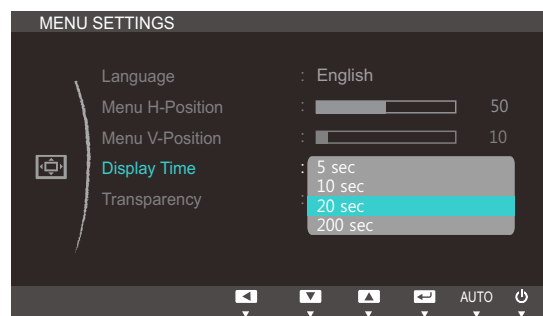 MENU SETTINGS
Language : English
Menu H-Position : 50
Menu V-Position : 10
Display Time : 5 sec
10 sec
Transparency : 20 sec
200 sec
AUTO